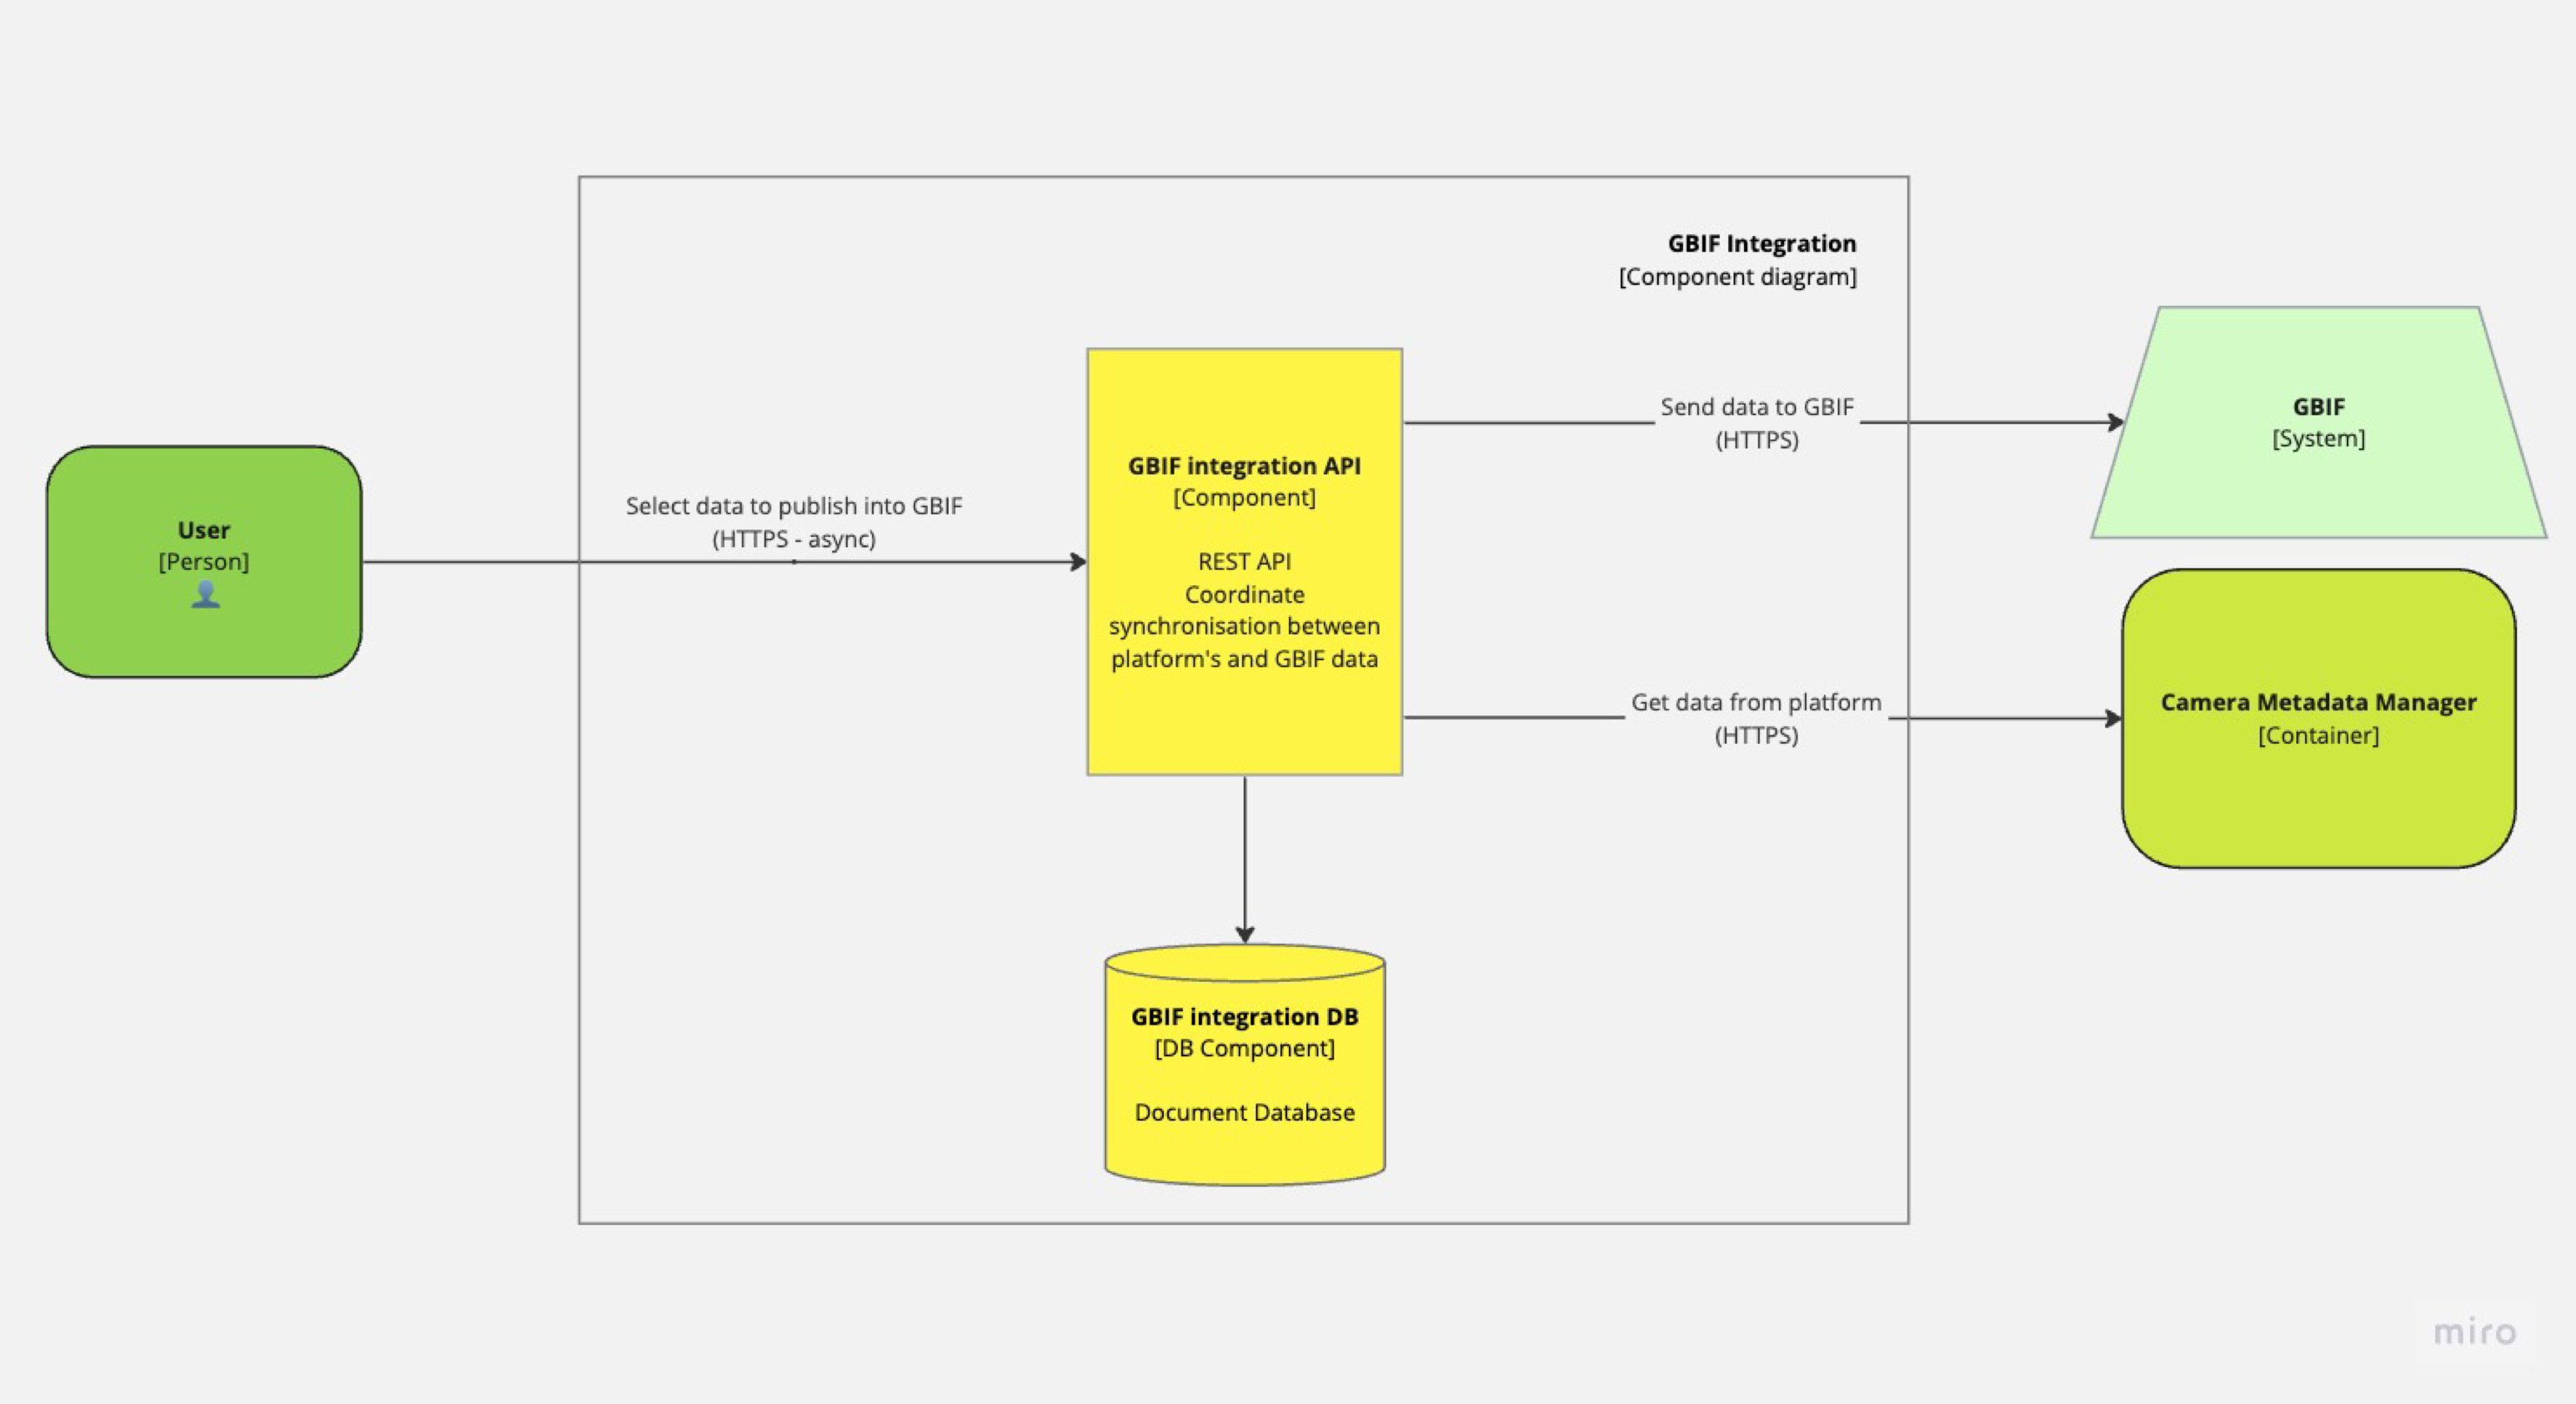 GBIF Integration
[Component diagram]
User
[Person]
Select data to publish into GBIF
(HTTPS - async)
GBIF integration API
[Component]
REST API
Coordinate
synchronisation between
platform's and GBIF data
Send data to GBIF
(HTTPS)
GBIF
[System]
Get data from platform
(HTTPS)
Camera Metadata Manager
[Container]
GBIF integration DB
[DB Component]
Document Database
miro